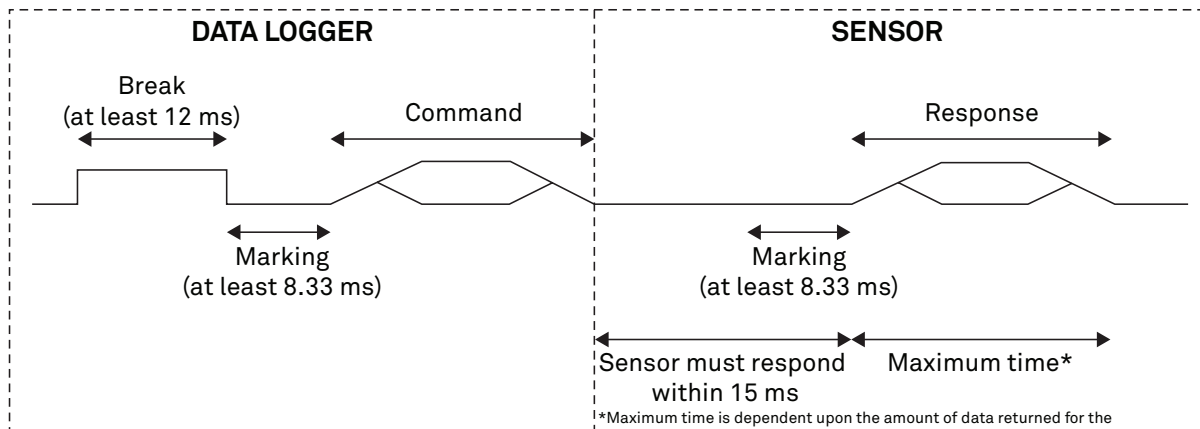 DATA LOGGER
SENSOR
Break
(at least 12 ms)
Command
Response
Marking
(at least 8.33 ms)
Marking
(at least 8.33 ms)
Sensor must respond
within 15 ms
Maximum time*
*Maximum time is dependent upon the amount of data returned for the